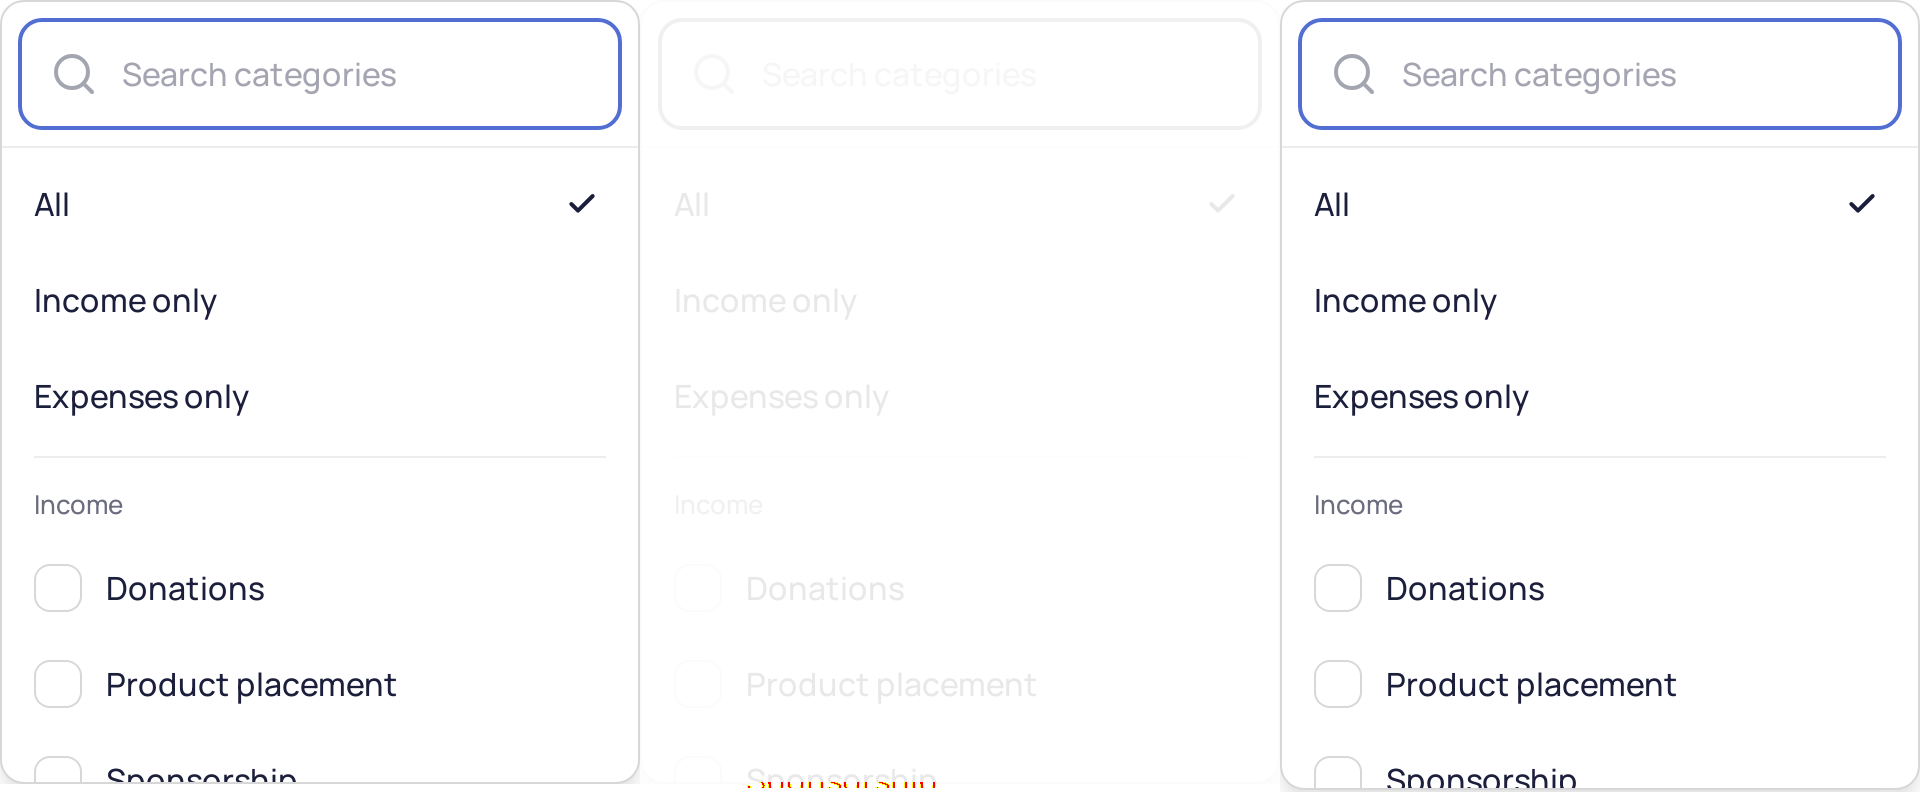 Search categories
All
Income only
Expenses only
Income
Donations
Product placement
Sponsorship
Search categories
All
Income only
Expenses only
Income
Donations
Product placement
Sponsorship
Search categories
All
Income only
Expenses only
Income
Donations
Product placement
Sponsorship